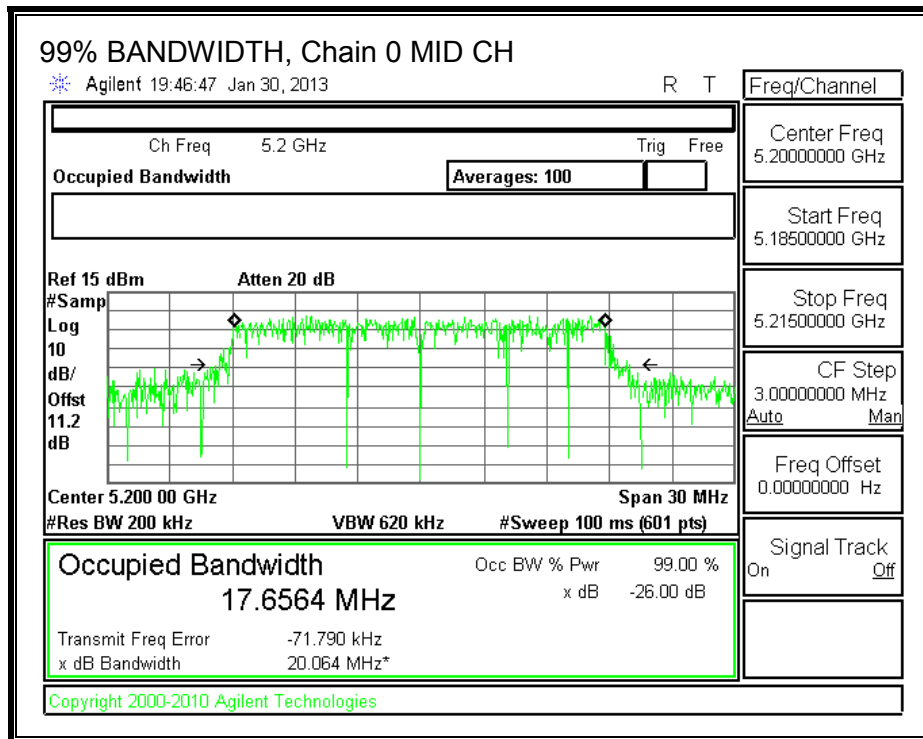 99% BANDWIDTH, Chain 0 MID CH
Agilent 19:46:47 Jan 30, 2013 R T
Freq/Channel
Ch Freq 5.2 GHz Trig Free
Occupied Bandwidth Averages: 100
Center Freq
5.20000000 GHz
Start Freq
5.18500000 GHz
Stop Freq
5.21500000 GHz
CF Step
3.00000000 MHz
Auto Man
Freq Offset
0.00000000 Hz
Signal Track
On Off
Ref 15 dBm Atten 20 dB
#Samp
Log
10
dB/
Offst
11.2
dB
Center 5.200 00 GHz Span 30 MHz
#Res BW 200 kHz VBW 620 kHz #Sweep 100 ms (601 pts)
Occupied Bandwidth
17.6564 MHz
Occ BW % Pwr 99.00 %
x dB -26.00 dB
Transmit Freq Error -71.790 kHz
x dB Bandwidth 20.064 MHz*
Copyright 2000-2010 Agilent Technologies